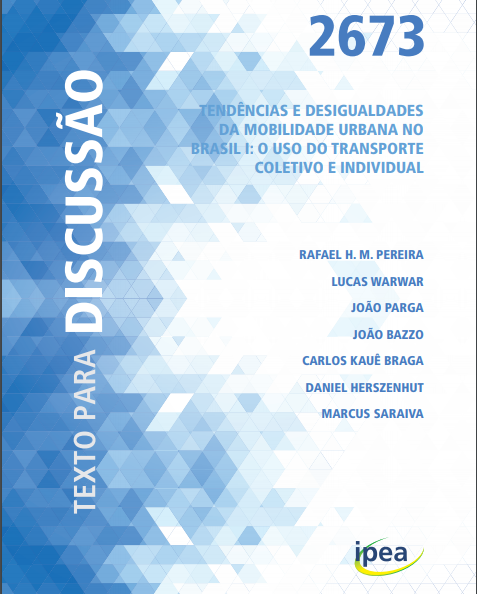 2673
TENDÊNCIAS E DESIGUALDADES
DA MOBILIDADE URBANA NO
BRASIL I: O USO DO TRANSPORTE
COLETIVO E INDIVIDUAL
TEXTO PARA DISCUSSÃO
RAFAEL H. M. PEREIRA
LUCAS WARWAR
JOÃO PARGA
JOÃO BAZZO
CARLOS KAUÊ BRAGA
DANIEL HERSZENHUT
MARCUS SARAIVA
ipea